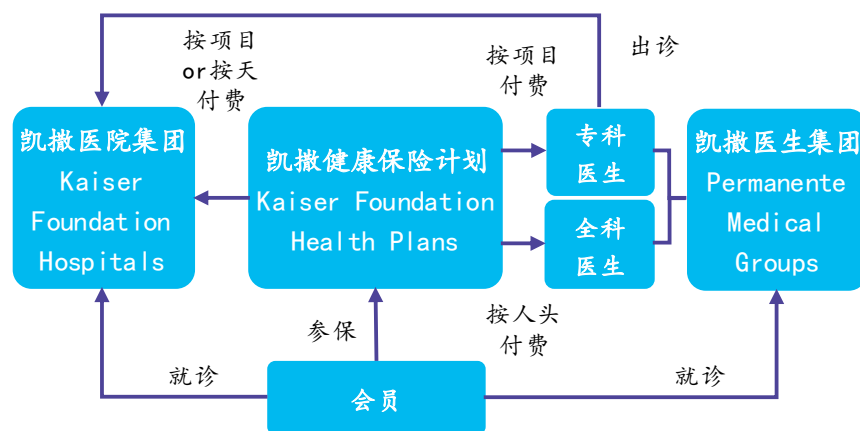 按项目
or按天
付费
按项目
付费
出诊
凯撒医院集团
Kaiser
Foundation
Hospitals
凯撒健康保险计划
Kaiser Foundation
Health Plans
专科
医生
全科
医生
凯撒医生集团
Permanente
Medical
Groups
参保
按人头
付费
就诊
会员
就诊